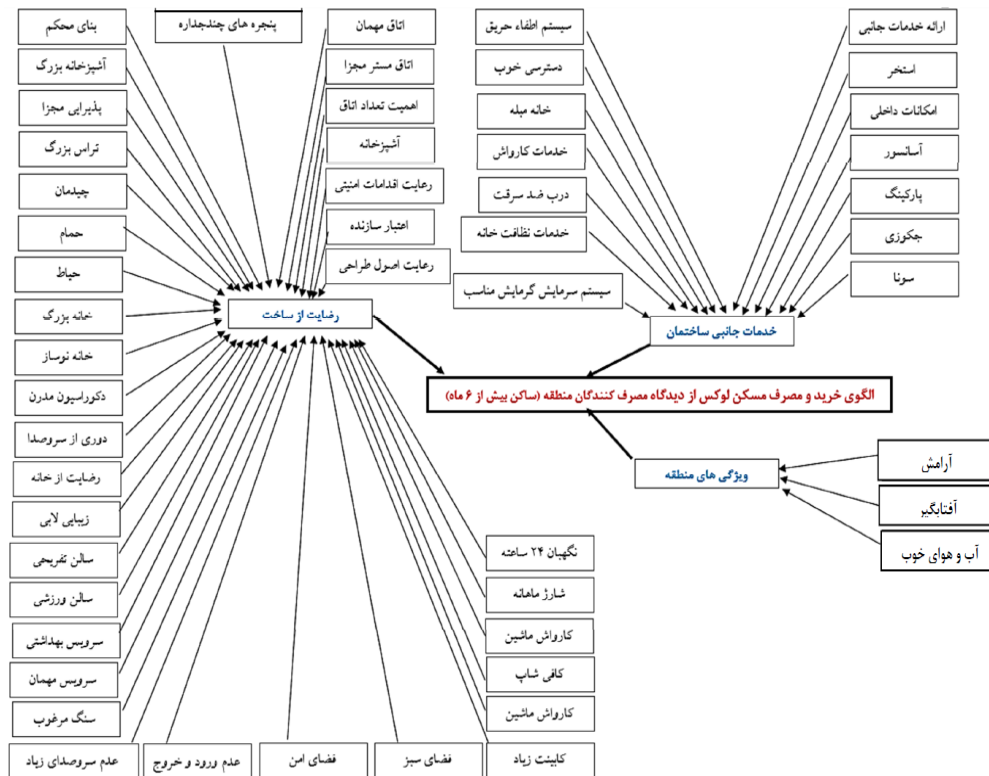 ارائه خدمات جانبی
استخر
امکانات داخلی
آسانسور
پارکینگ
جکوزی
سونا
سیستم اطفاء حریق
دسترسی خوب
خانه مبله
خدمات کارواش
درب ضد سرقت
خدمات نظافت خانه
سیستم سرمایش گرمایش مناسب
خدمات جانبی ساختمان
اتاق مهمان
اتاق مستر مجزا
اهمیت تعداد اتاق
آشپزخانه
رعایت اقدامات امنیتی
اعتبار سازنده
رعایت اصول طراحی
پنجره های چندجداره
بنای محکم
آشپزخانه بزرگ
پذیرایی مجزا
تراس بزرگ
چیدمان
حمام
حیاط
خانه بزرگ
خانه نوساز
دکوراسیون مدرن
دوری از سروصدا
رضایت از خانه
زیبایی لابی
سالن تفریحی
سالن ورزشی
سرویس بهداشتی
سرویس مهمان
سنگ مرغوب
رضایت از ساخت
الگوی خرید و مصرف مسکن لوکس از دیدگاه مصرف کنندگان منطقه (ساکن بیش از ۶ ماه)
ویژگی های منطقه
آرامش
آفتابگیر
آب و هوای خوب
نگهبان ۲۴ ساعته
شارژ ماهانه
کارواش ماشین
کافی شاپ
کارواش ماشین
کابینت زیاد
فضای سبز
فضای امن
عدم ورود و خروج
عدم سروصدای زیاد